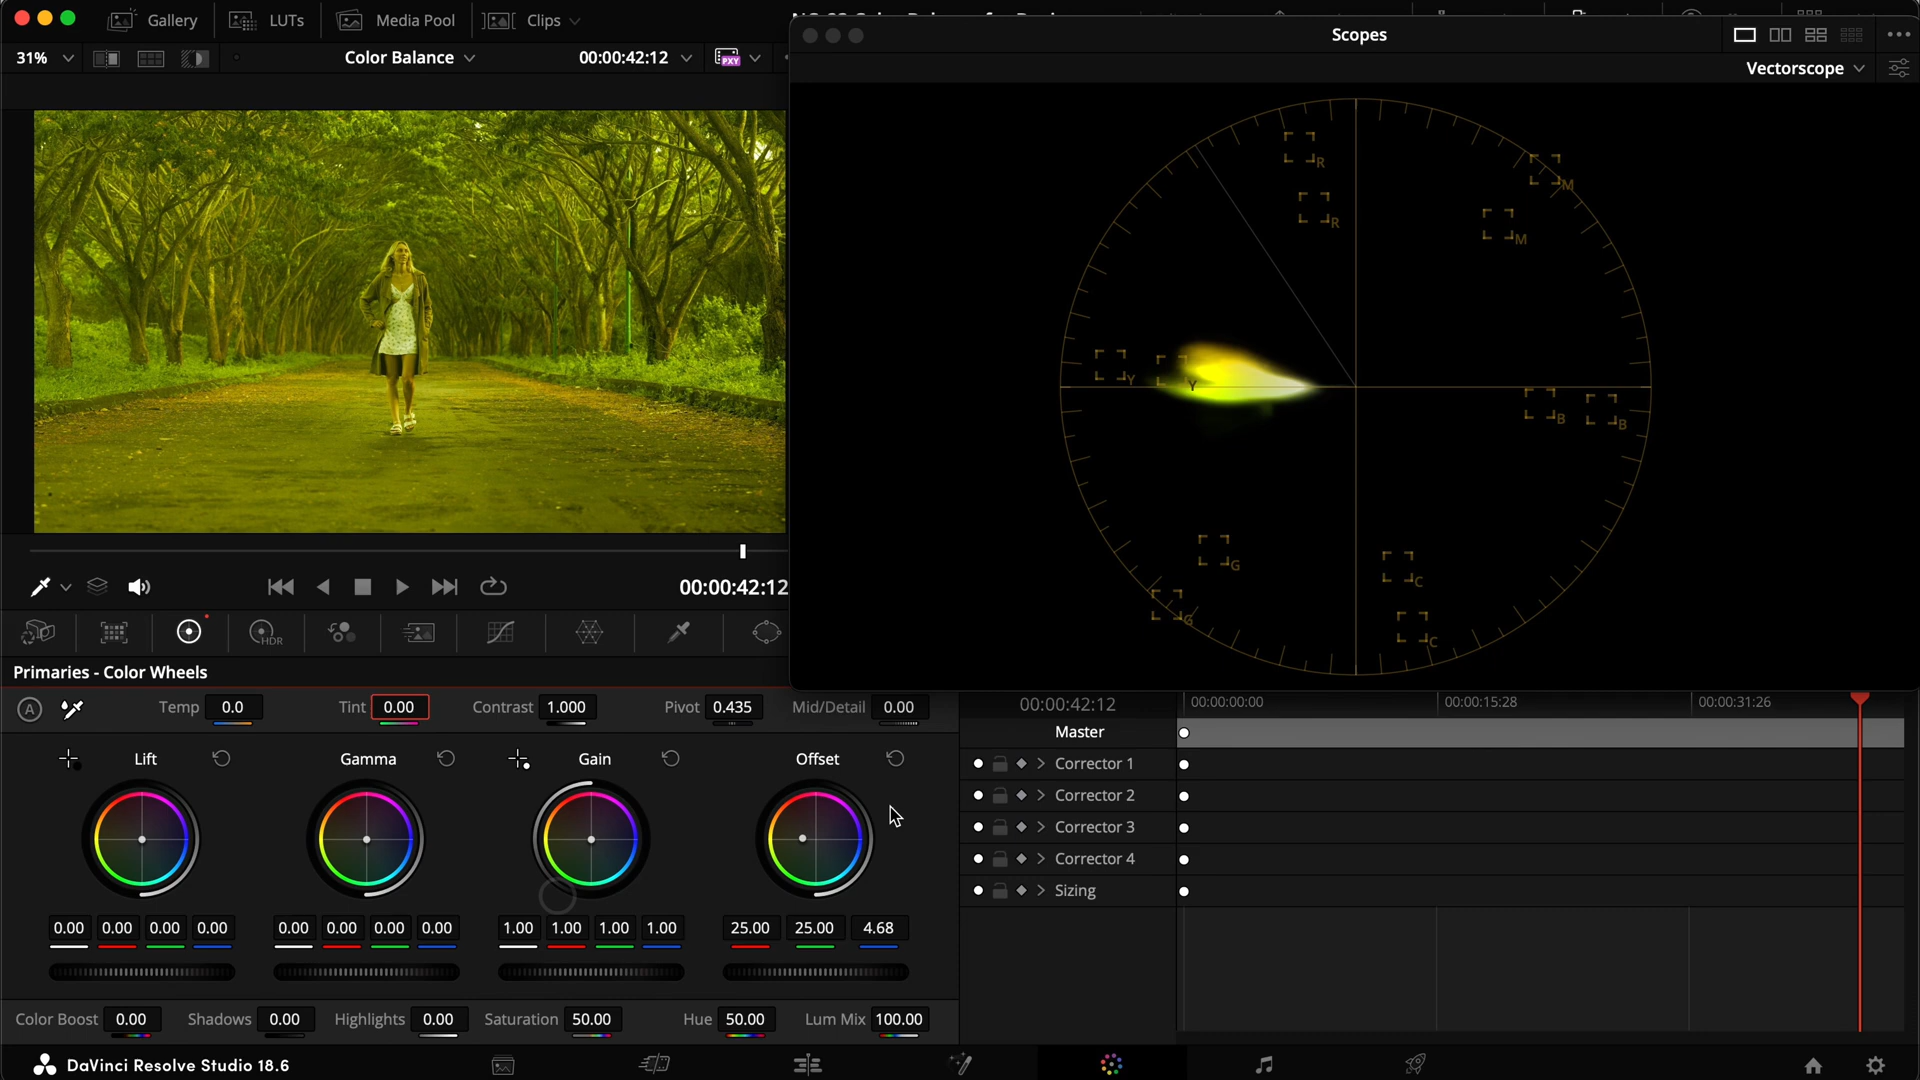 Gallery
LUTs
Media Pool
Clips
Scopes
31%
Color Balance
00:00:42:12
PXY
Vectorscope
R
R
M
M
Y
Y
B
B
G
G
C
C
00:00:42:12
HDR
Primaries - Color Wheels
A
Temp 0.0
Tint 0.00
Contrast 1.000
Pivot 0.435
Mid/Detail 0.00
Lift
Gamma
Gain
Offset
0.00 0.00 0.00 0.00
0.00 0.00 0.00 0.00
1.00 1.00 1.00 1.00
25.00 25.00 4.68
Color Boost 0.00
Shadows 0.00
Highlights 0.00
Saturation 50.00
Hue 50.00
Lum Mix 100.00
00:00:42:12
00:00:00:00
00:00:15:28
00:00:31:26
Master
Corrector 1
Corrector 2
Corrector 3
Corrector 4
Sizing
DaVinci Resolve Studio 18.6